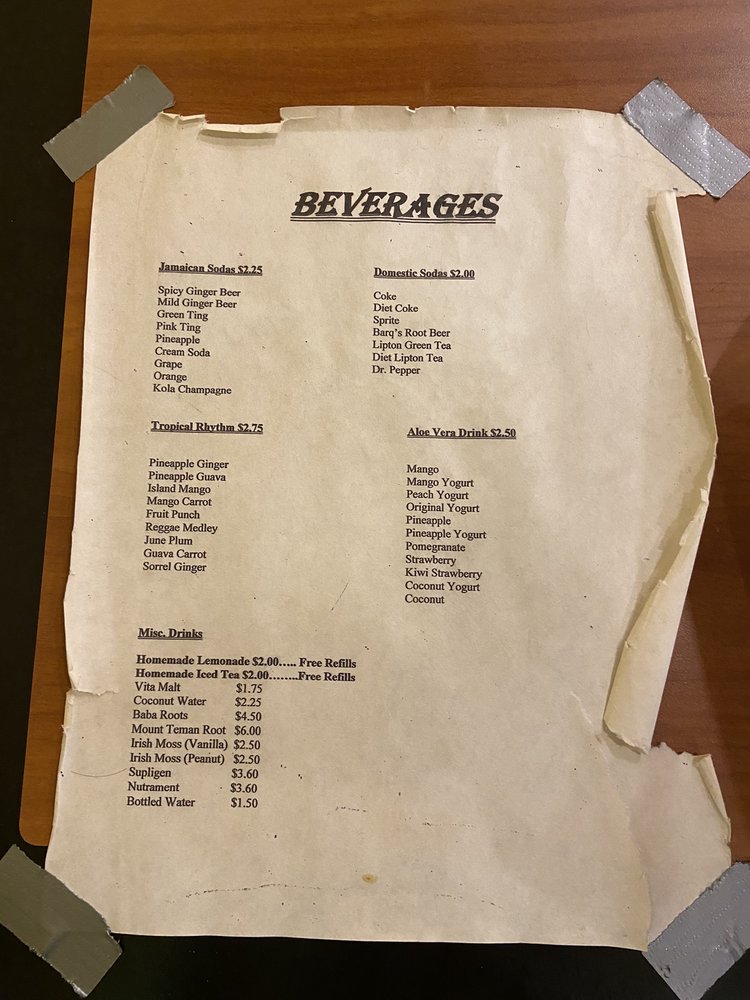 BEVERAGES
Jamaican Sodas $2.25
Spicy Ginger Beer
Mild Ginger Beer
Green Ting
Pink Ting
Pineapple
Cream Soda
Grape
Orange
Kola Champagne
Domestic Sodas $2.00
Coke
Diet Coke
Sprite
Barq's Root Beer
Lipton Green Tea
Diet Lipton Tea
Dr. Pepper
Tropical Rhythm $2.75
Pineapple Ginger
Pineapple Guava
Island Mango
Mango Carrot
Fruit Punch
Reggae Medley
June Plum
Guava Carrot
Sorrel Ginger
Aloe Vera Drink $2.50
Mango
Mango Yogurt
Peach Yogurt
Original Yogurt
Pineapple
Pineapple Yogurt
Pomegranate
Strawberry
Kiwi Strawberry
Coconut Yogurt
Coconut
Misc. Drinks
Homemade Lemonade $2.00..... Free Refills
Homemade Iced Tea $2.00........Free Refills
Vita Malt $1.75
Coconut Water $2.25
Baba Roots $4.50
Mount Teman Root $6.00
Irish Moss (Vanilla) $2.50
Irish Moss (Peanut) $2.50
Supligen $3.60
Nutrament $3.60
Bottled Water $1.50